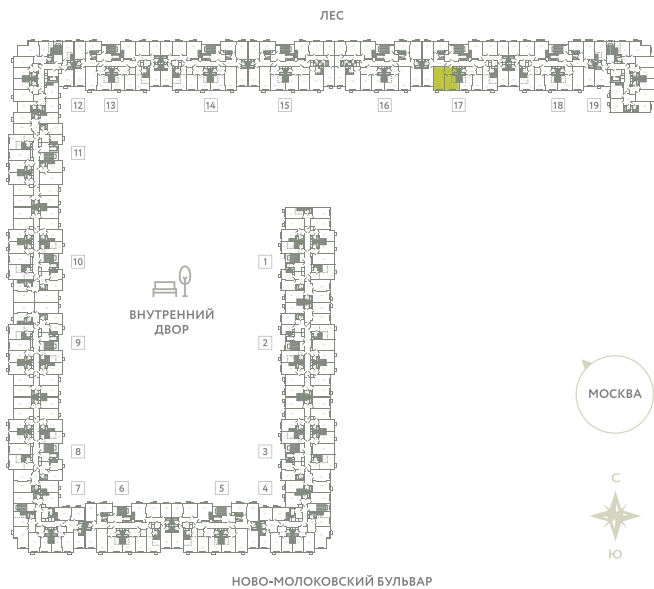 ЛЕС
12 13 14 15 16 17 18 19
11
10 1
ВНУТРЕННИЙ
ДВОР
9 2
МОСКВА
8 3
С
7 6 5 4
Ю
НОВО-МОЛОКОВСКИЙ БУЛЬВАР